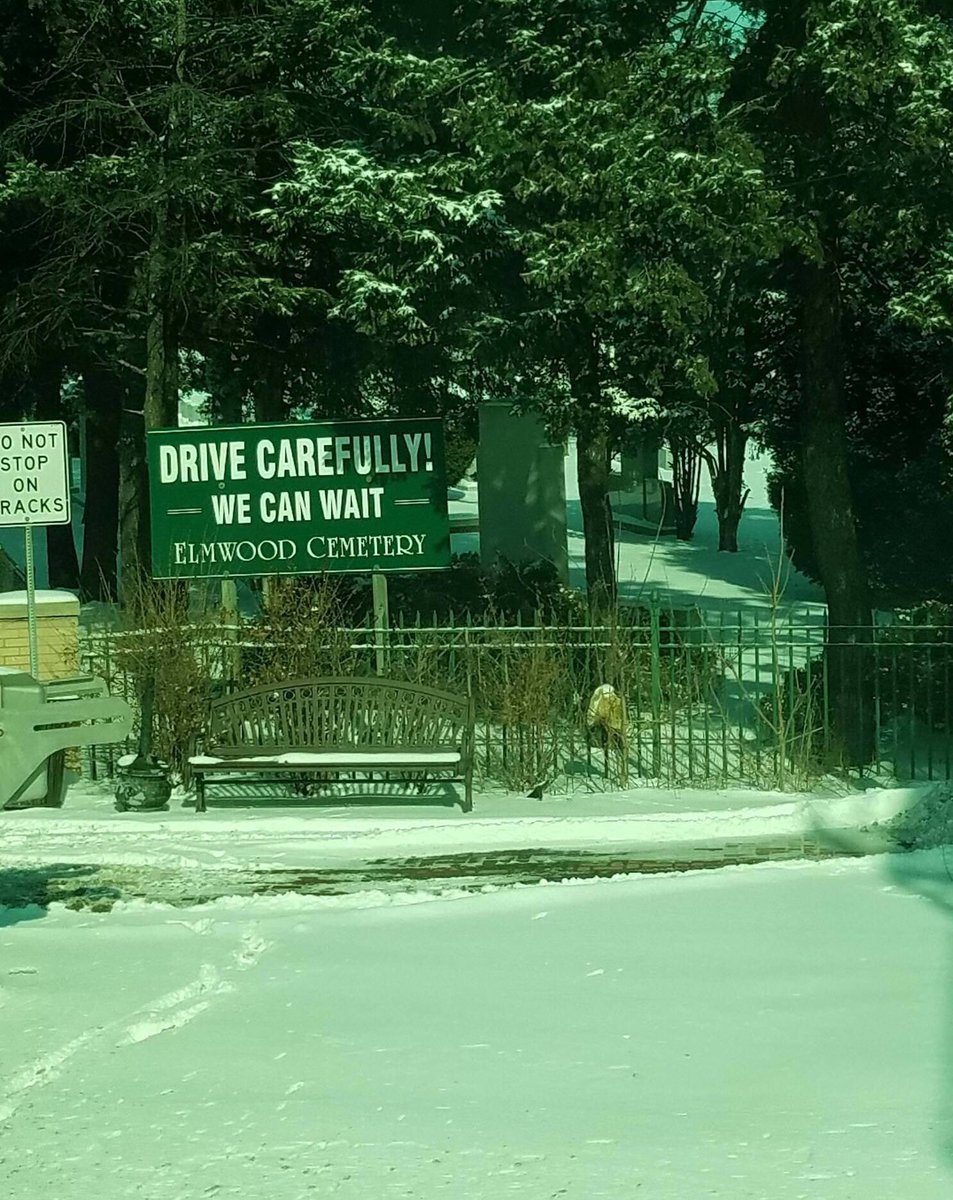 O NOT
STOP
ON
RACKS
DRIVE CAREFULLY!
WE CAN WAIT
ELMWOOD CEMETERY